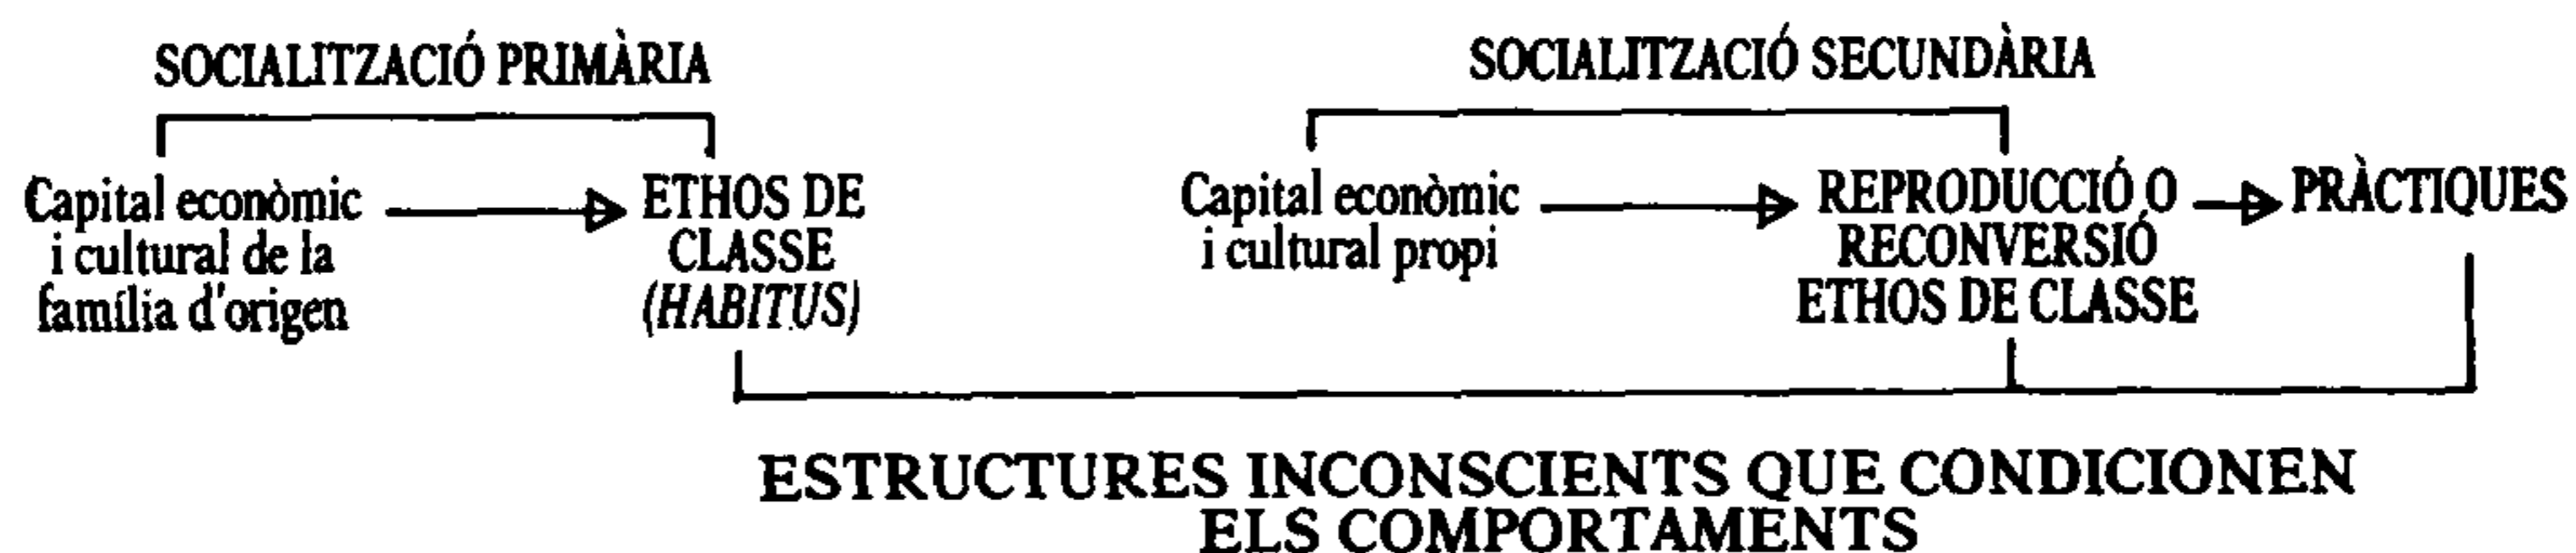 SOCIALITZACIÓ PRIMÀRIA
Capital econòmic
i cultural de la
família d'origen
ETHOS DE
CLASSE
(HABITUS)
SOCIALITZACIÓ SECUNDÀRIA
Capital econòmic
i cultural propi
REPRODUCCIÓ O
RECONVERSIÓ
ETHOS DE CLASSE
PRÀCTIQUES
ESTRUCTURES INCONSCIENTS QUE CONDICIONEN
ELS COMPORTAMENTS